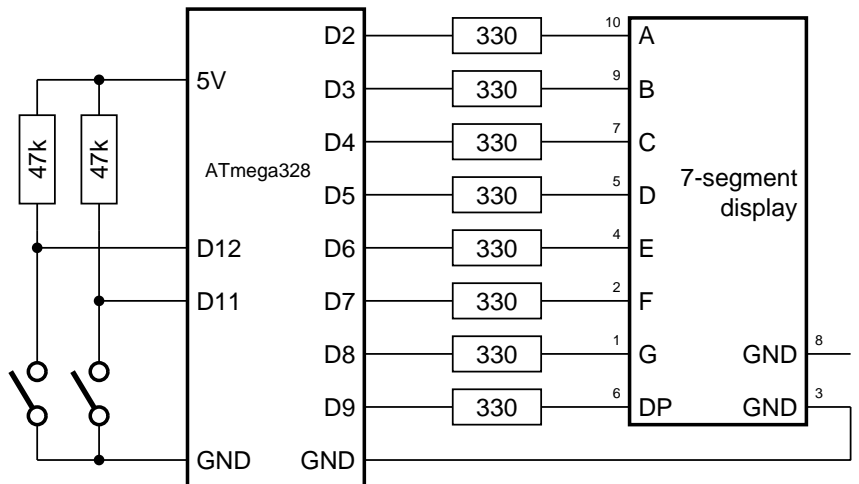 D2 330 10 A
5V D3 330 9 B
47k 47k ATmega328 D4 330 7 C
7-segment
display
D5 330 5 D
D12 D6 330 4 E
D11 D7 330 2 F
D8 330 1 G GND 8
D9 330 6 DP GND 3
GND GND